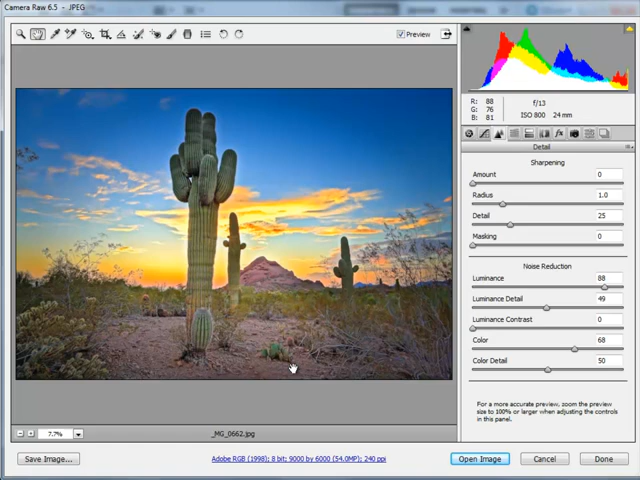 Camera Raw 6.5 - JPEG
Preview
R: 88
G: 76
B: 81
f/13
ISO 800 24 mm
Detail
Sharpening
Amount 0
Radius 1.0
Detail 25
Masking 0
Noise Reduction
Luminance 88
Luminance Detail 49
Luminance Contrast 0
Color 68
Color Detail 50
For a more accurate preview, zoom the preview
size to 100% or larger when adjusting the controls
in this panel.
7.7%
_MG_0662.jpg
Save Image...
Adobe RGB (1998); 8 bit; 9000 by 6000 (54.0MP); 240 ppi
Open Image
Cancel
Done